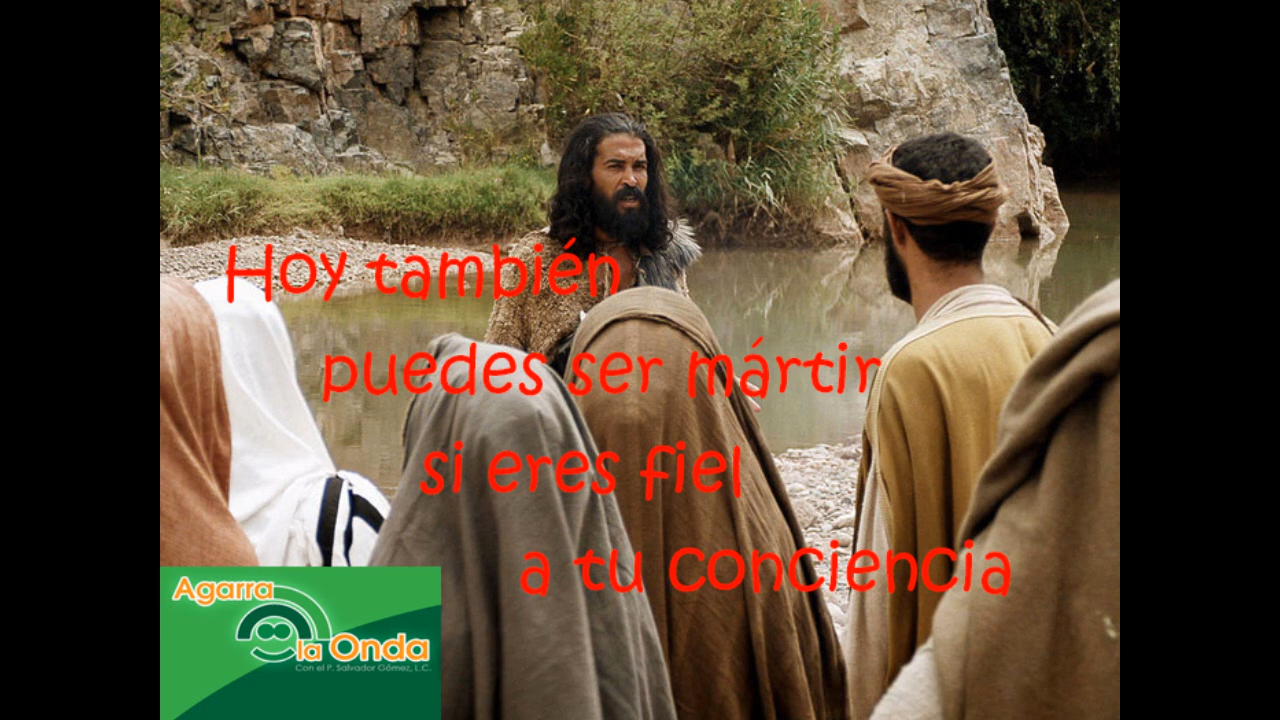 Hoy también
puedes ser mártir
si eres fiel
a tu conciencia
Agarra
la Onda
Con el P. Salvador Gómez, L.C.